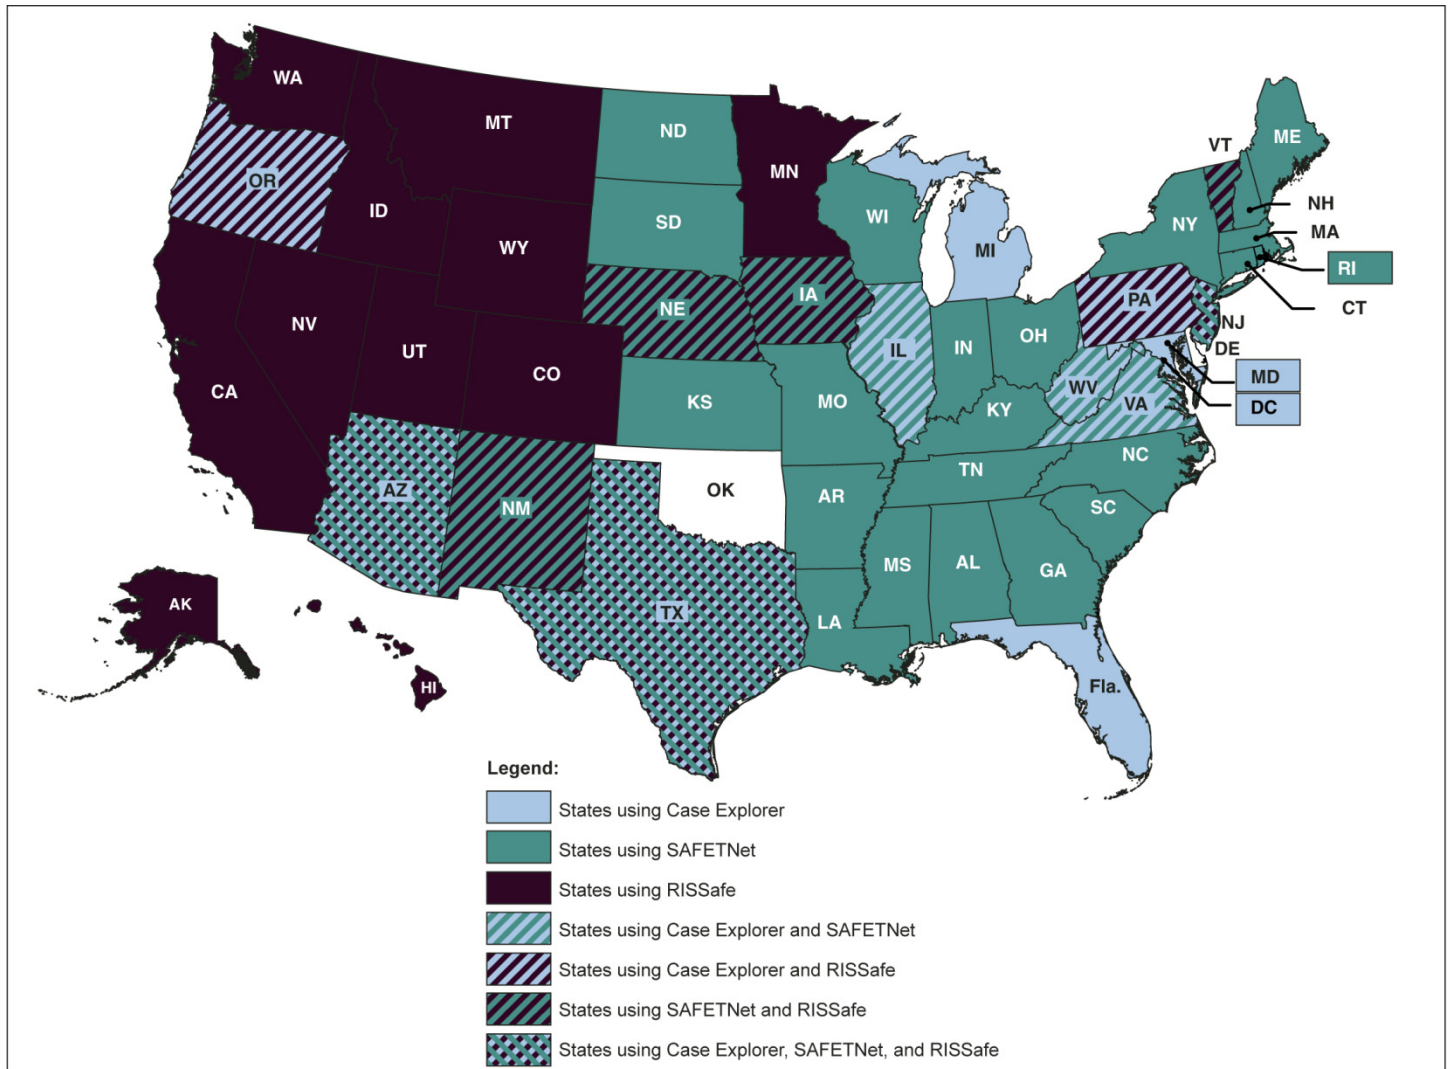 WA
MT
ND
MN
VT
ME
OR
ID
SD
WI
NY
NH
MA
WY
MI
RI
NE
IA
PA
CT
NV
NJ
UT
CO
IL
IN
OH
DE
MD
CA
KS
MO
KY
WV
VA
DC
AZ
NM
OK
AR
TN
NC
SC
MS
AL
GA
TX
LA
AK
HI
Fla.
Legend:
States using Case Explorer
States using SAFETNet
States using RISSafe
States using Case Explorer and SAFETNet
States using Case Explorer and RISSafe
States using SAFETNet and RISSafe
States using Case Explorer, SAFETNet, and RISSafe